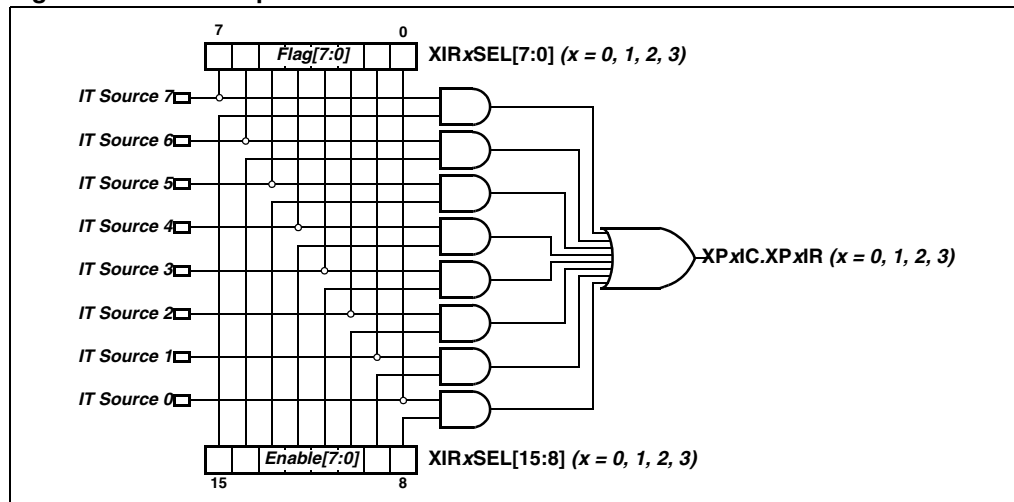 7 0
Flag[7:0] XIRxSEL[7:0] (x = 0, 1, 2, 3)
IT Source 7
IT Source 6
IT Source 5
IT Source 4
IT Source 3
XPxIC.XPxIR (x = 0, 1, 2, 3)
IT Source 2
IT Source 1
IT Source 0
Enable[7:0] XIRxSEL[15:8] (x = 0, 1, 2, 3)
15 8